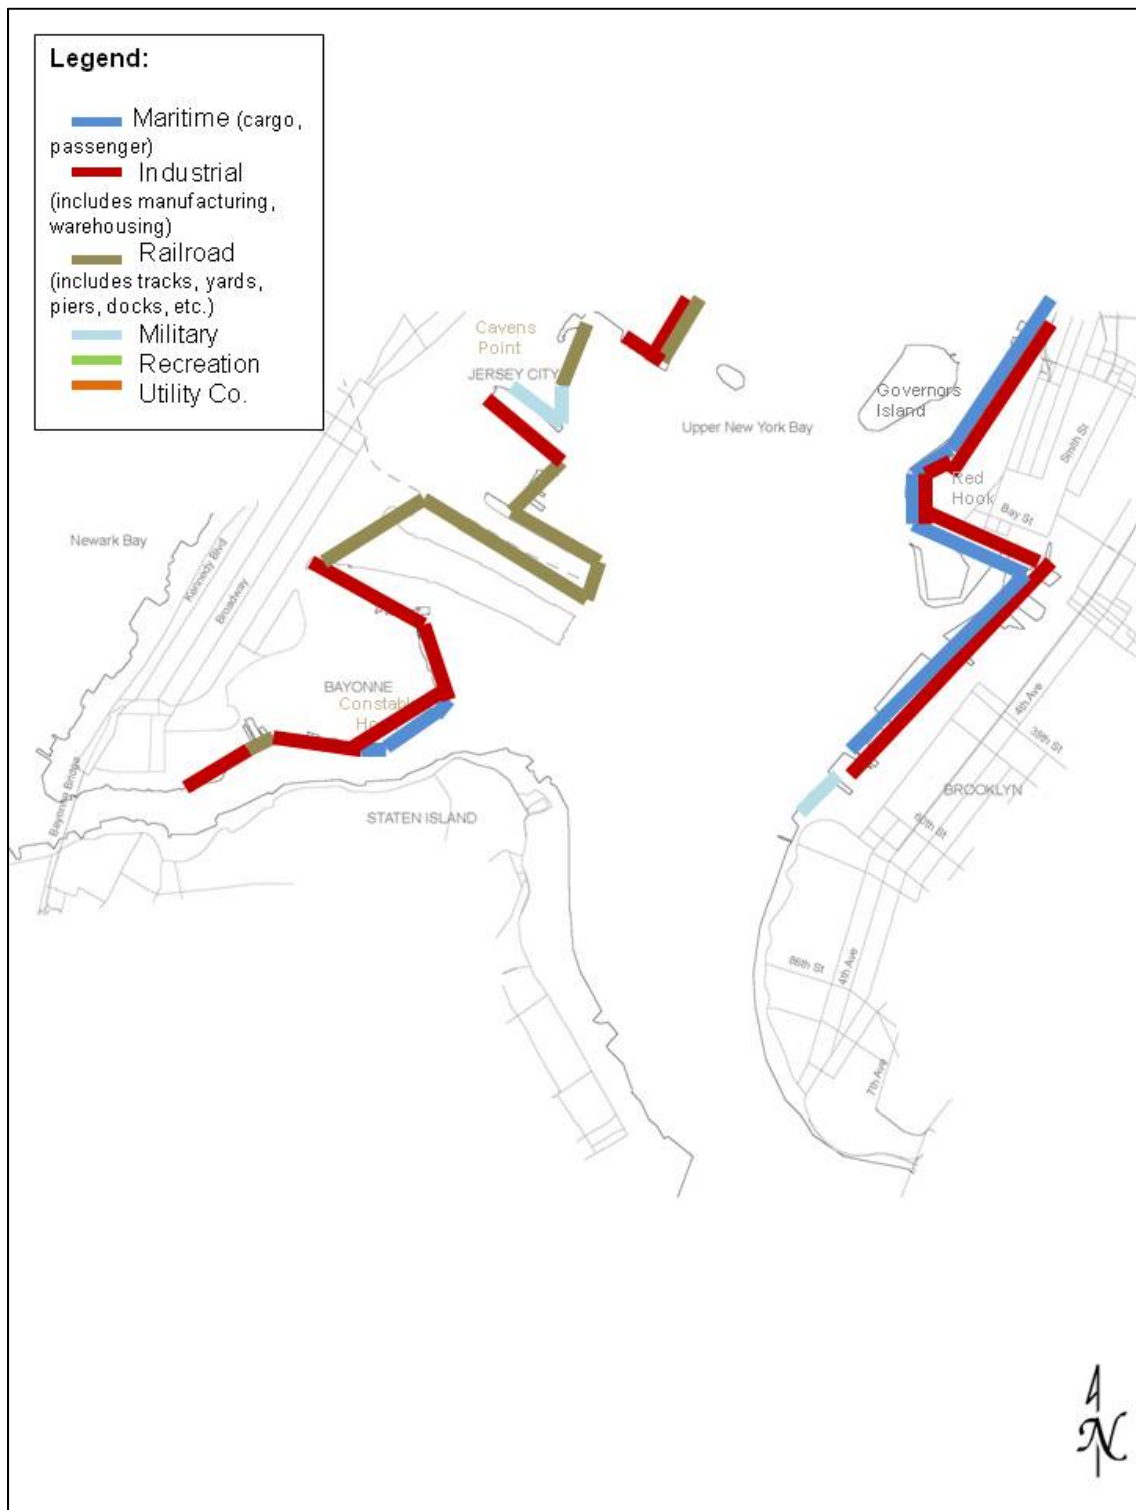 Legend:
Maritime (cargo,
passenger)
Industrial
(includes manufacturing,
warehousing)
Railroad
(includes tracks, yards,
piers, docks, etc.)
Military
Recreation
Utility Co.
Cavens
Point
JERSEY CITY
Governors
Island
Upper New York Bay
Smith St
Red
Hook
Bay St
Newark Bay
Kennedy Blvd
Broadway
BAYONNE
4th Ave
39th St
Bayonne Bridge
STATEN ISLAND
BROOKLYN
60th St
86th St
4th Ave
7th Ave
N